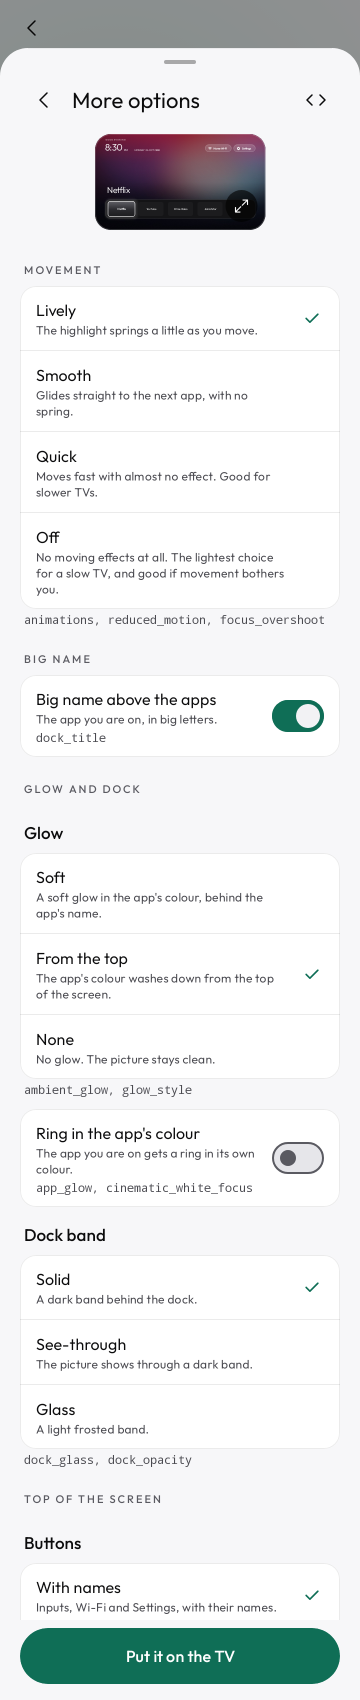 More options
8:30
Netflix
MOVEMENT
Lively
The highlight springs a little as you move.
Smooth
Glides straight to the next app, with no
spring.
Quick
Moves fast with almost no effect. Good for
slower TVs.
Off
No moving effects at all. The lightest choice
for a slow TV, and good if movement bothers
you.
animations, reduced_motion, focus_overshoot
BIG NAME
Big name above the apps
The app you are on, in big letters.
dock_title
GLOW AND DOCK
Glow
Soft
A soft glow in the app's colour, behind the
app's name.
From the top
The app's colour washes down from the top
of the screen.
None
No glow. The picture stays clean.
ambient_glow, glow_style
Ring in the app's colour
The app you are on gets a ring in its own
colour.
app_glow, cinematic_white_focus
Dock band
Solid
A dark band behind the dock.
See-through
The picture shows through a dark band.
Glass
A light frosted band.
dock_glass, dock_opacity
TOP OF THE SCREEN
Buttons
With names
Inputs, Wi-Fi and Settings, with their names.
Put it on the TV